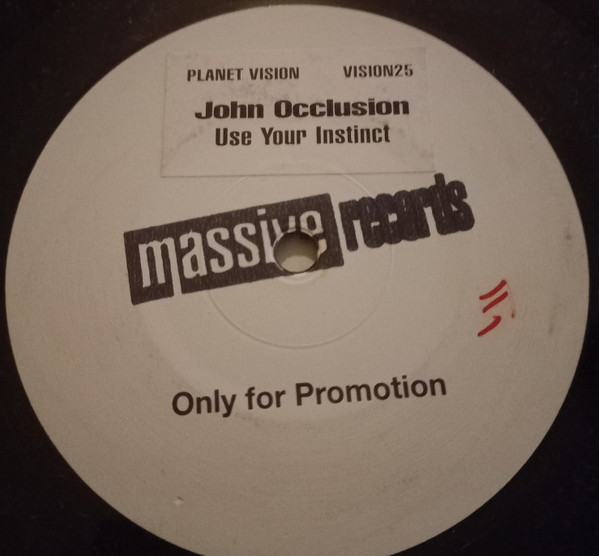 PLANET VISION VISION25
John Occlusion
Use Your Instinct
massive records
Only for Promotion